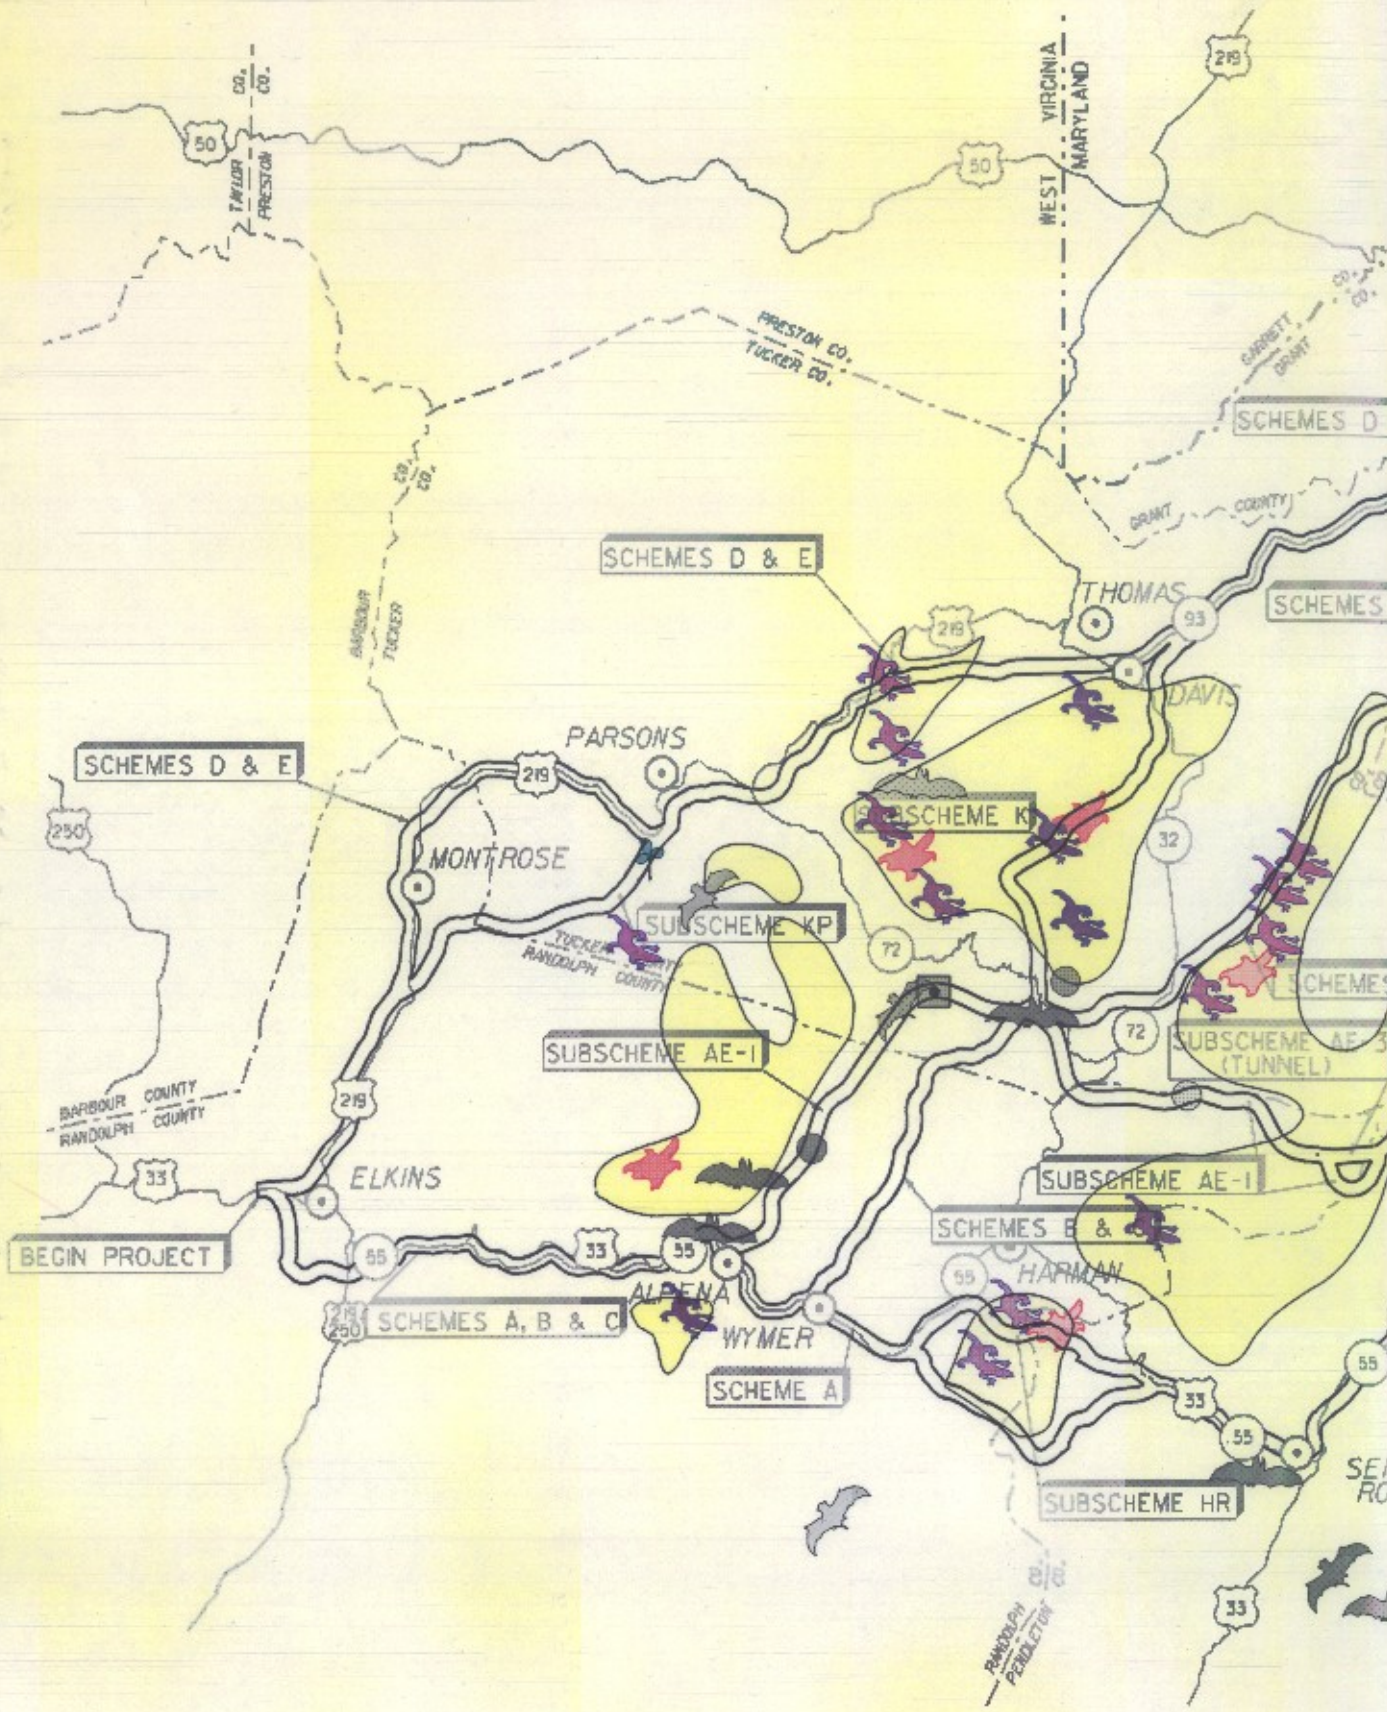 219
WEST VIRGINIA
MARYLAND
CO.
CO.
50
TAYLOR
PRESTON
50
CO.
CO.
GARRETT
GRANT
PRESTON CO.
TUCKER CO.
SCHEMES D
CO.
CO.
GRANT COUNTY
SCHEMES D & E
THOMAS
SCHEMES
93
219
BARBOUR
TUCKER
DAVIS
PARSONS
SCHEMES D & E
219
250
SUBSCHEME K
32
MONTROSE
SUBSCHEME KP
TUCKER
RANDOLPH COUNTY
72
SCHEMES
72
SUBSCHEME AE-3
(TUNNEL)
SUBSCHEME AE-1
BARBOUR COUNTY
RANDOLPH COUNTY
219
33
ELKINS
SUBSCHEME AE-1
SCHEMES B &
BEGIN PROJECT
55
33
55
55
HARMAN
ALPENA
219
250
SCHEMES A, B & C
WYMER
SCHEME A
55
33
55
SUBSCHEME HR
33
RANDOLPH
PENDLETON